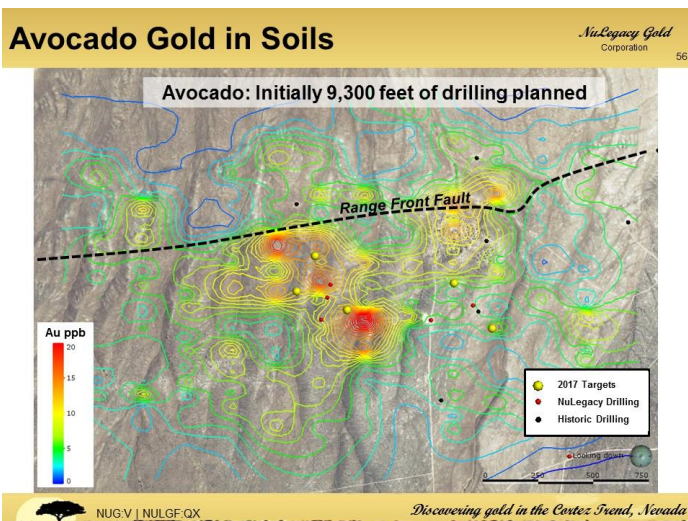 Avocado Gold in Soils
NuLegacy Gold
Corporation
56
Avocado: Initially 9,300 feet of drilling planned
Range Front Fault
Au ppb
20
15
10
5
0
2017 Targets
NuLegacy Drilling
Historic Drilling
Looking down
0 250 500 750
NUG:V | NULGF:QX
Discovering gold in the Cortez Trend, Nevada